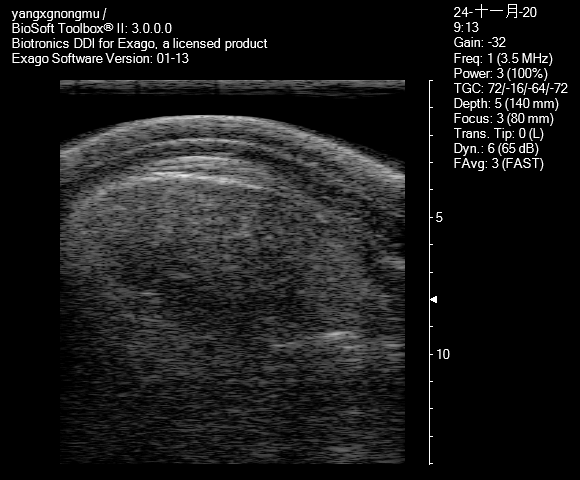 yangxgnongmu /
BioSoft Toolbox® II: 3.0.0.0
Biotronics DDI for Exago, a licensed product
Exago Software Version: 01-13
24-十一月-20
9:13
Gain: -32
Freq: 1 (3.5 MHz)
Power: 3 (100%)
TGC: 72/-16/-64/-72
Depth: 5 (140 mm)
Focus: 3 (80 mm)
Trans. Tip: 0 (L)
Dyn.: 6 (65 dB)
FAvg: 3 (FAST)
5
10